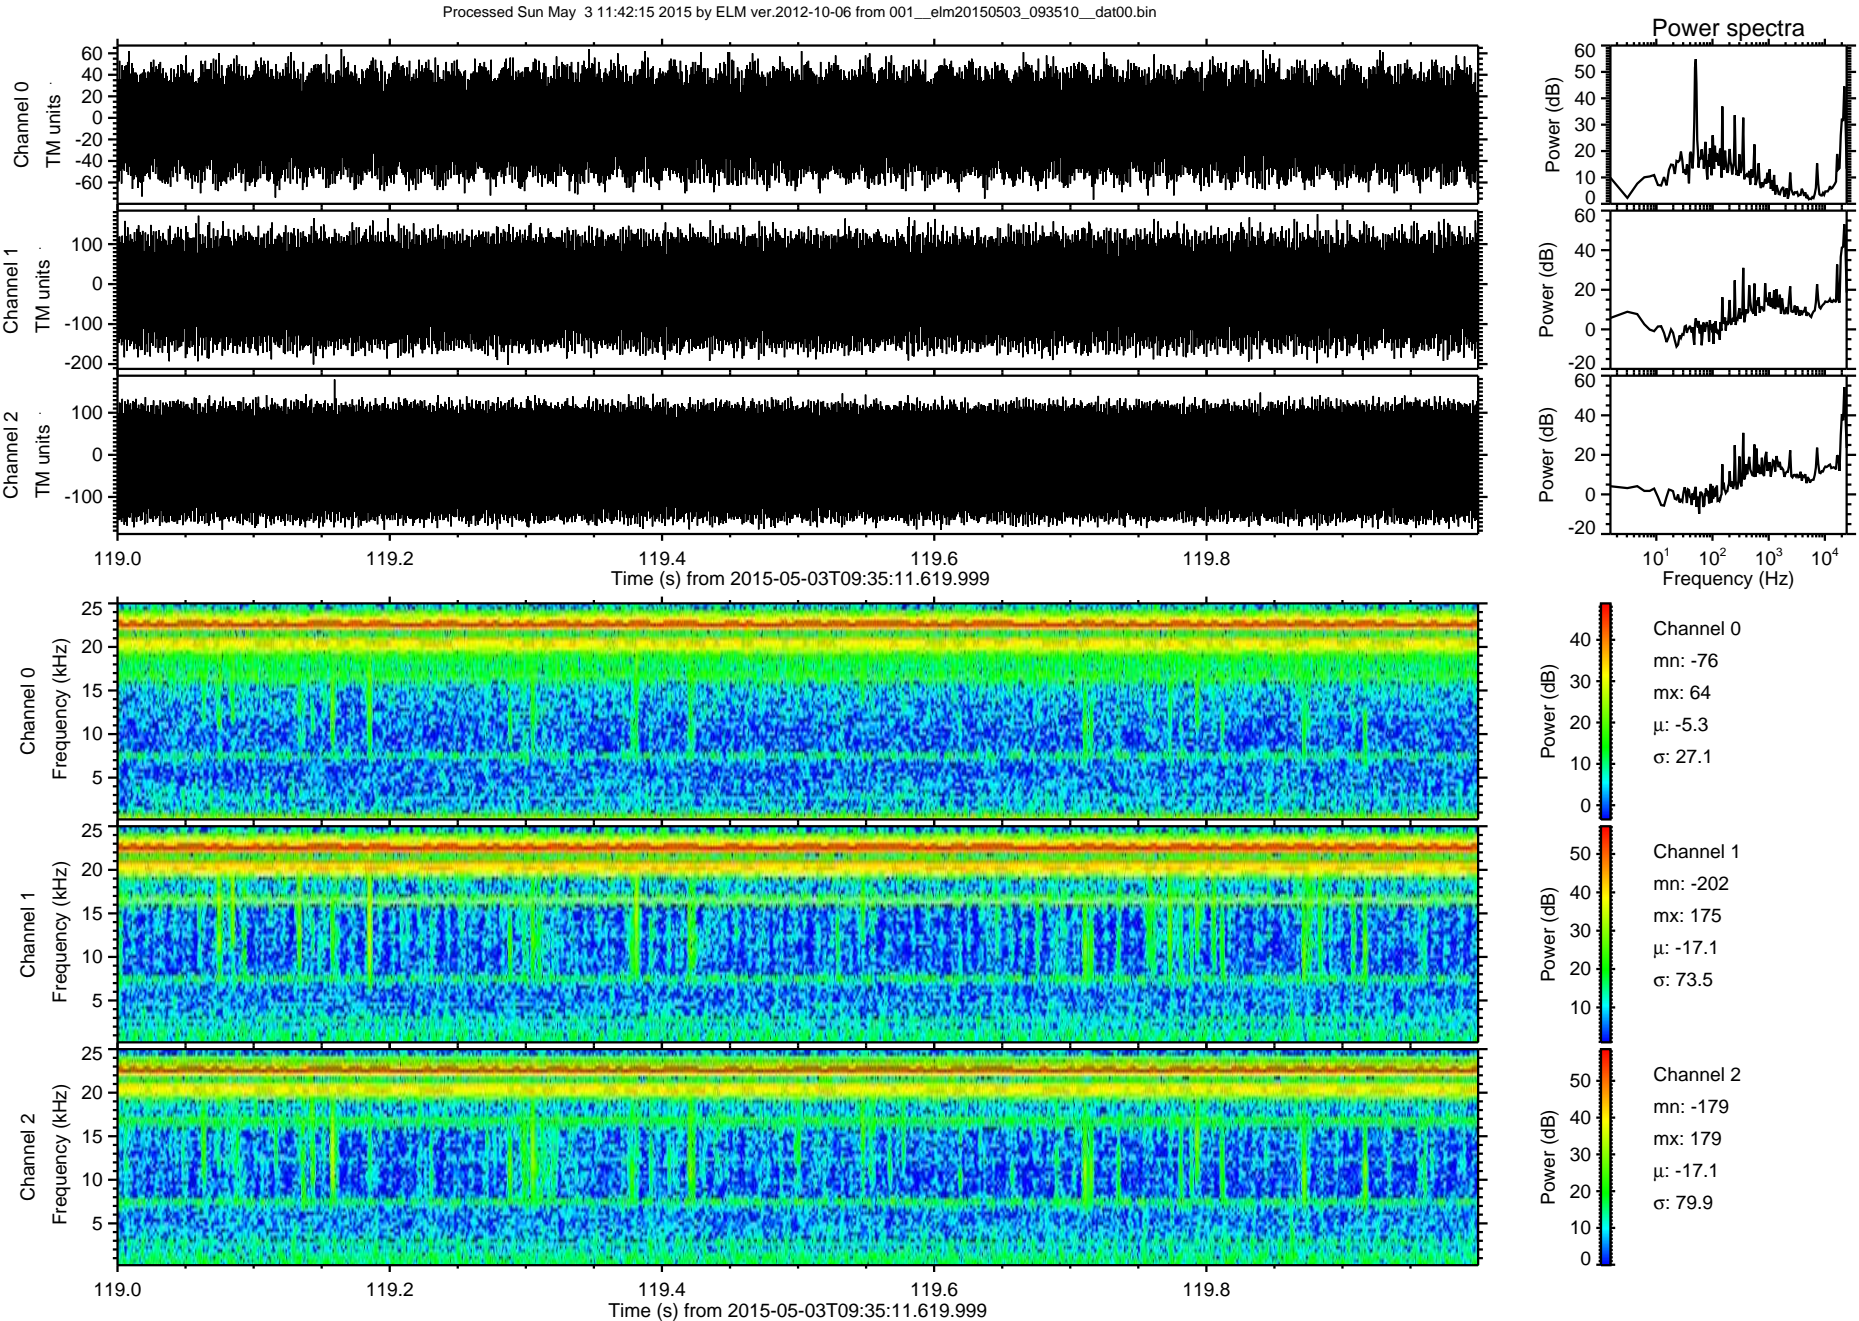 Processed Sun May  3 11:42:15 2015 by ELM ver.2012-10-06 from 001__elm20150503_093510__dat00.bin
Power spectra
Channel 0
TM units
60
40
20
0
-20
-40
-60
Power (dB)
60
50
40
30
20
10
0
Channel 1
TM units
100
0
-100
-200
Power (dB)
60
40
20
0
-20
Channel 2
TM units
100
0
-100
Power (dB)
60
40
20
0
-20
119.0 119.2 119.4 119.6 119.8
Time (s) from 2015-05-03T09:35:11.619.999
10¹ 10² 10³ 10⁴
Frequency (Hz)
Channel 0
Frequency (kHz)
25
20
15
10
5
Power (dB)
40
30
20
10
0
Channel 0
mn: -76
mx: 64
μ: -5.3
σ: 27.1
Channel 1
Frequency (kHz)
25
20
15
10
5
Power (dB)
50
40
30
20
10
Channel 1
mn: -202
mx: 175
μ: -17.1
σ: 73.5
Channel 2
Frequency (kHz)
25
20
15
10
5
Power (dB)
50
40
30
20
10
0
Channel 2
mn: -179
mx: 179
μ: -17.1
σ: 79.9
119.0 119.2 119.4 119.6 119.8
Time (s) from 2015-05-03T09:35:11.619.999